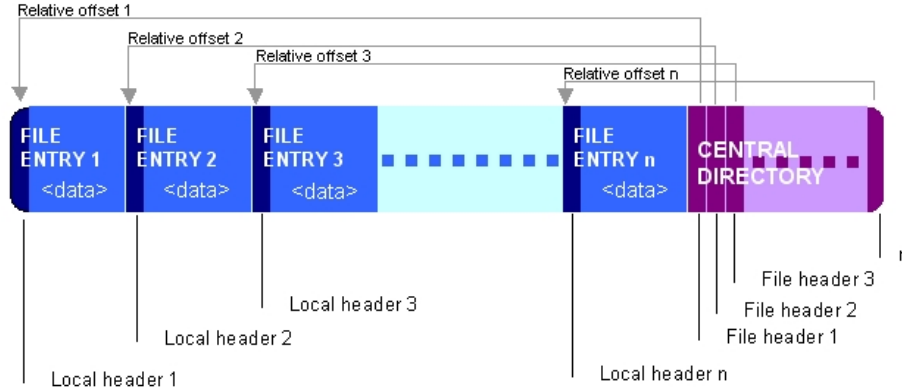 Relative offset 1
Relative offset 2
Relative offset 3
Relative offset n
FILE
ENTRY 1
<data>
FILE
ENTRY 2
<data>
FILE
ENTRY 3
<data>
FILE
ENTRY n
<data>
CENTRAL
DIRECTORY
File header 3
Local header 3
File header 2
Local header 2
File header 1
Local header n
Local header 1